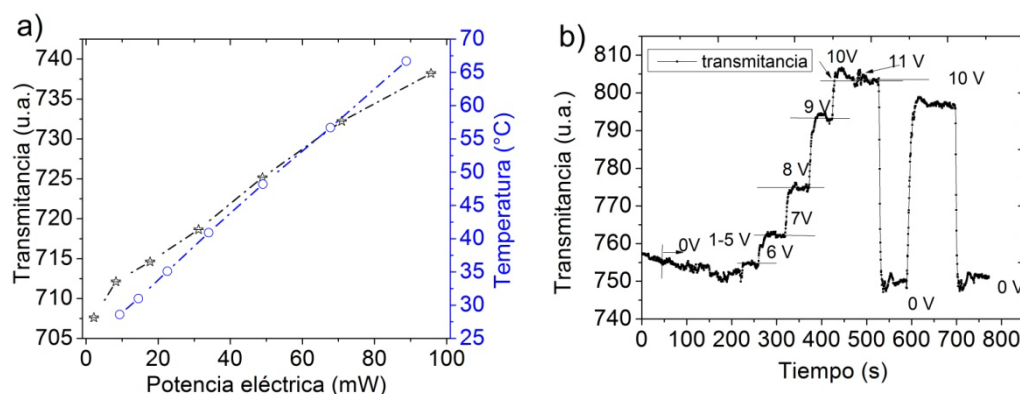 a)
Transmitancia (u.a.)
740
735
730
725
720
715
710
705
0 20 40 60 80 100
Potencia eléctrica (mW)
70
65
60
55
50
45
40
35
30
25
Temperatura (°C)
b)
Transmitancia (u.a.)
810
800
790
780
770
760
750
740
transmitancia
0V
1-5 V
6 V
7V
8 V
9 V
10V
11 V
10 V
0 V
0 V
0 100 200 300 400 500 600 700 800
Tiempo (s)